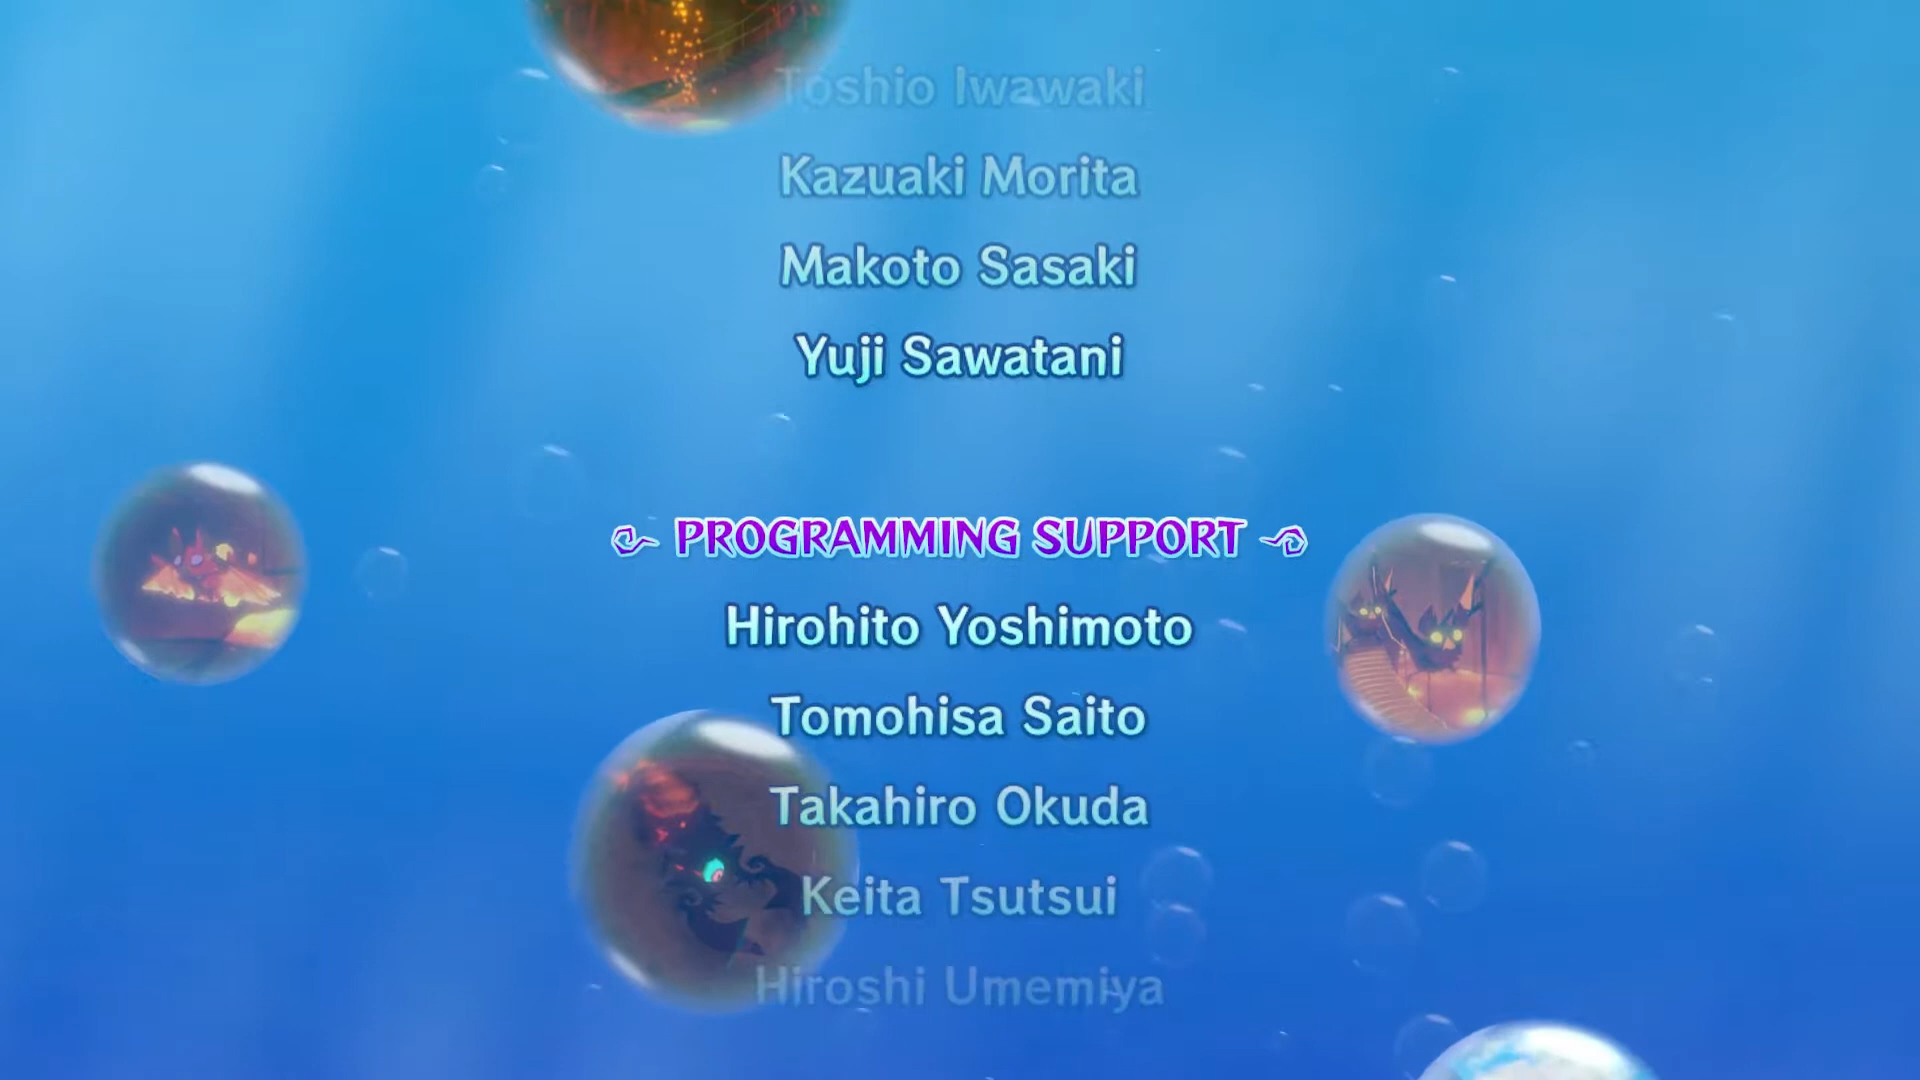 Toshio Iwawaki
Kazuaki Morita
Makoto Sasaki
Yuji Sawatani
PROGRAMMING SUPPORT
Hirohito Yoshimoto
Tomohisa Saito
Takahiro Okuda
Keita Tsutsui
Hiroshi Umemiya